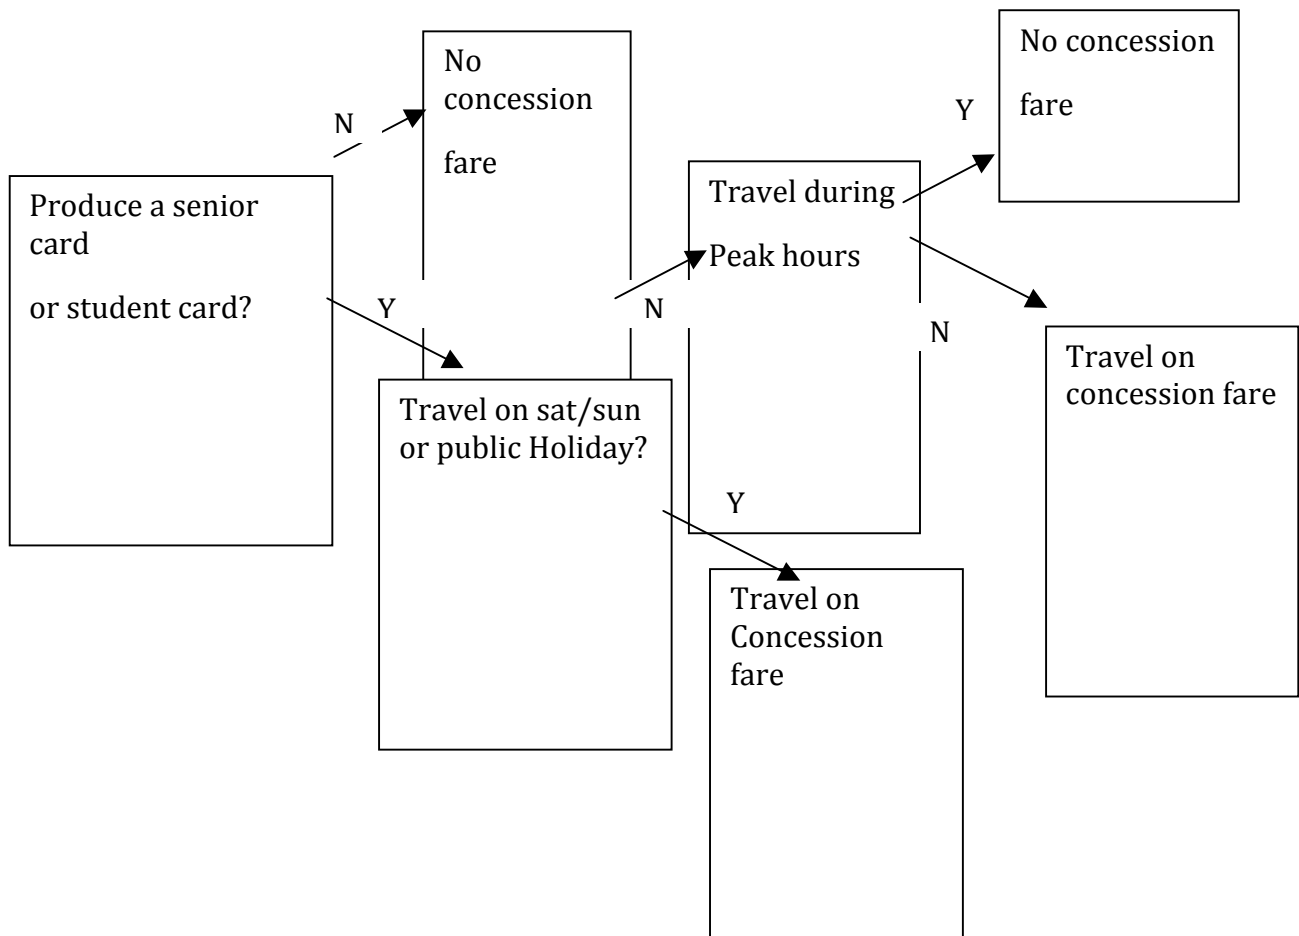 Produce a senior
card
or student card?
N
Y
No
concession
fare
Travel on sat/sun
or public Holiday?
N
Y
Travel during
Peak hours
Y
N
No concession
fare
Travel on
concession fare
Travel on
Concession
fare